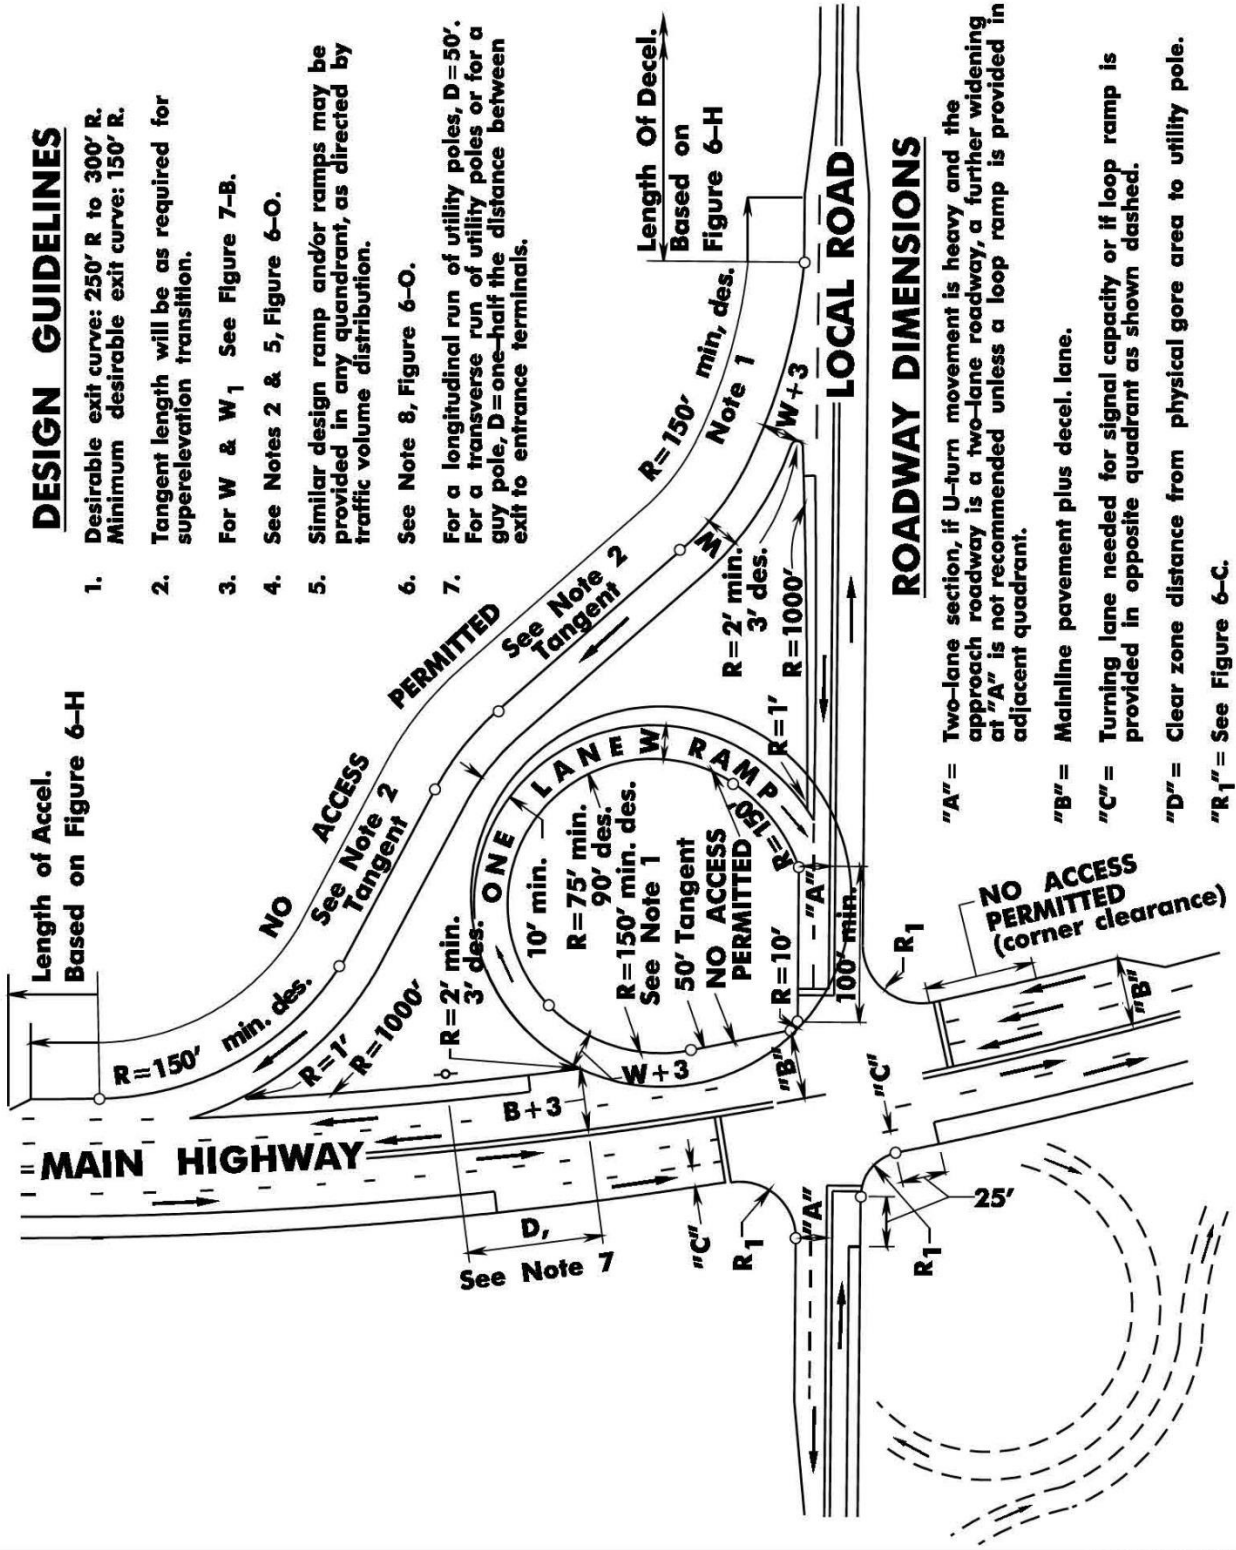 DESIGN GUIDELINES
1. Desirable exit curve: 250' R to 300' R.
Minimum desirable exit curve: 150' R.
2. Tangent length will be as required for
superelevation transition.
3. For W & W1 See Figure 7-B.
4. See Notes 2 & 5, Figure 6-O.
5. Similar design ramp and/or ramps may be
provided in any quandrant, as directed by
traffic volume distribution.
6. See Note 8, Figure 6-O.
7. For a longitudinal run of utility poles, D=50'.
For a transverse run of utility poles or for a
guy pole, D=one-half the distance between
exit to entrance terminals.
Length of Accel.
Based on Figure 6-H
NO ACCESS PERMITTED
See Note 2
Tangent
See Note 2
Tangent
R=150' min. des.
R=1'
R=1000'
MAIN HIGHWAY
R=2' min.
3' des.
B+3
W+3
D,
See Note 7
ONE LANE RAMP
W
10' min.
R=75' min.
90' des.
R=150' min. des.
See Note 1
50' Tangent
NO ACCESS
PERMITTED
R=10'
R=150'
"A"
100' min.
"B"
"C"
R1
"A"
R1
25'
"C"
R1
"B"
NO ACCESS
PERMITTED
(corner clearance)
Length Of Decel.
Based on
Figure 6-H
R=150' min, des.
Note 1
W+3
W
R=2' min.
3' des.
R=1000'
R=1'
LOCAL ROAD
ROADWAY DIMENSIONS
"A"= Two-lane section, if U-turn movement is heavy and the
approach roadway is a two-lane roadway, a further widening
at "A" is not recommended unless a loop ramp is provided in
adjacent quadrant.
"B"= Mainline pavement plus decel. lane.
"C"= Turning lane needed for signal capacity or if loop ramp is
provided in opposite quadrant as shown dashed.
"D"= Clear zone distance from physical gore area to utility pole.
"R1"= See Figure 6-C.